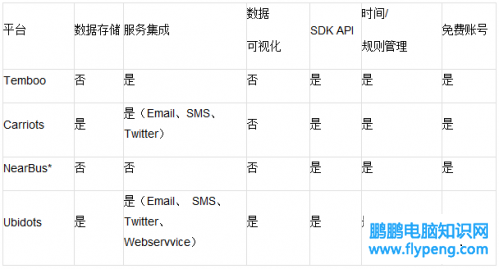 平台 数据存储 服务集成 数据 可视化 SDK API 时间/ 规则管理 免费账号
Temboo 否 是 否 是 是 是
Carriots 是 是（Email、SMS、 Twitter） 否 是 是 是
NearBus* 否 否 否 是 是 是
Ubidots 是 是（Email、 SMS、 Twitter、 Webservvice） 是 是
鹏鹏电脑知识网
www.flypeng.com